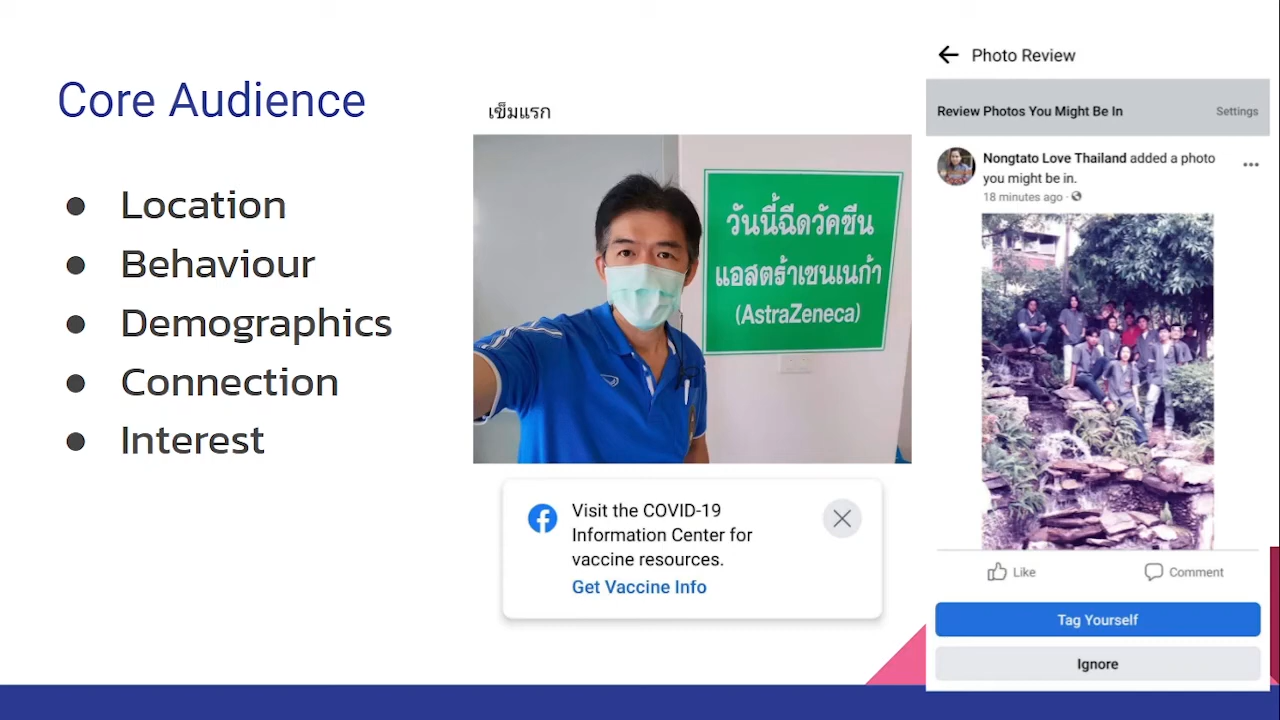 Core Audience
● Location
● Behaviour
● Demographics
● Connection
● Interest
เข็มแรก
วันนี้ฉีดวัคซีน
แอสตร้าเซนเนก้า
(AstraZeneca)
Visit the COVID-19
Information Center for
vaccine resources.
Get Vaccine Info
Photo Review
Review Photos You Might Be In
Settings
Nongtato Love Thailand added a photo
you might be in.
18 minutes ago ·
Like
Comment
Tag Yourself
Ignore